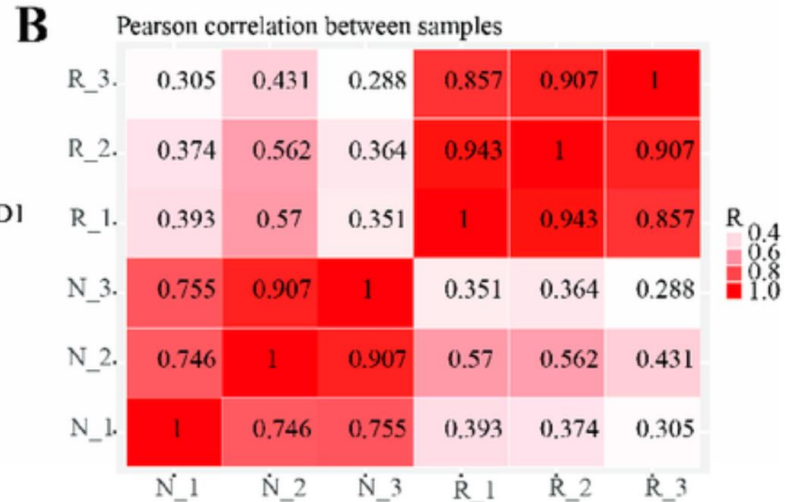 B
Pearson correlation between samples
R_3. 0.305 0.431 0.288 0.857 0.907 1
R_2. 0.374 0.562 0.364 0.943 1 0.907
R_1. 0.393 0.57 0.351 1 0.943 0.857
N_3. 0.755 0.907 1 0.351 0.364 0.288
N_2. 0.746 1 0.907 0.57 0.562 0.431
N_1. 1 0.746 0.755 0.393 0.374 0.305
N_1 N_2 N_3 R_1 R_2 R_3
R
0.4
0.6
0.8
1.0